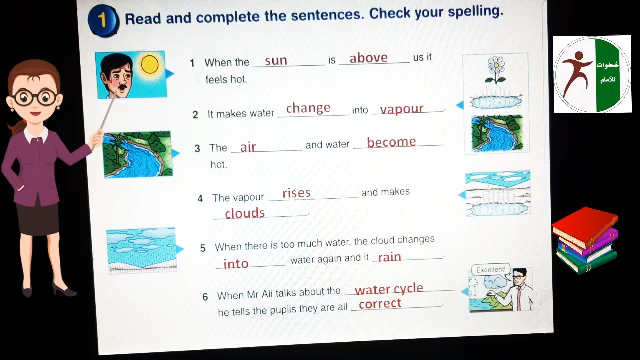 1 Read and complete the sentences. Check your spelling.
1 When the sun is above us it
feels hot.
2 It makes water change into vapour.
3 The air and water become
hot.
4 The vapour rises and makes
clouds.
5 When there is too much water, the cloud changes
into water again and it rain.
6 When Mr Ali talks about the water cycle
he tells the pupils they are all correct.
Excellent!
خطوات
للأمام